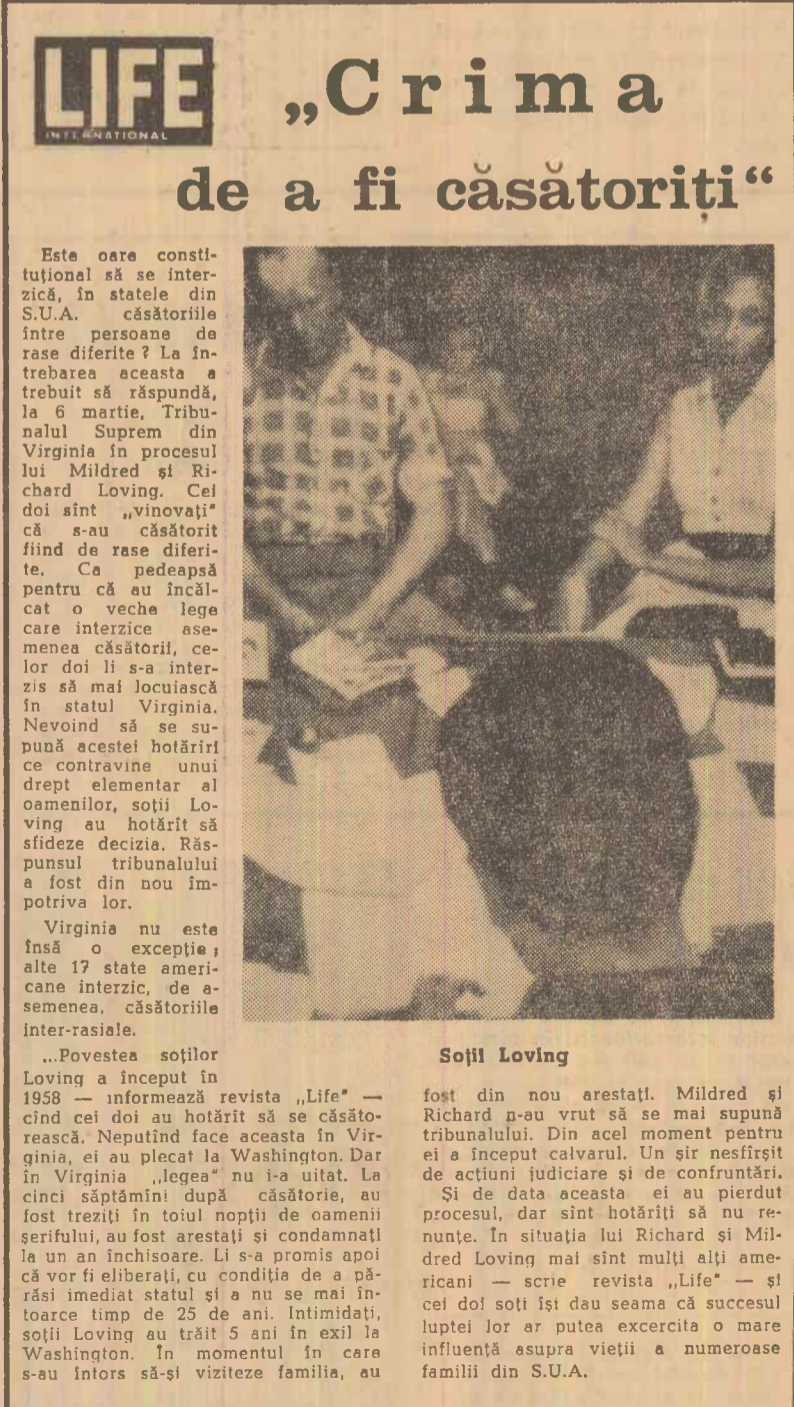 LIFE
INTERNATIONAL
„Crima
de a fi căsătoriți“
Este oare consti-
tuțional să se inter-
zică, în statele din
S.U.A. căsătoriile
între persoane de
rase diferite ? La în-
trebarea aceasta a
trebuit să răspundă,
la 6 martie, Tribu-
nalul Suprem din
Virginia în procesul
lui Mildred și Ri-
chard Loving. Cei
doi sînt „vinovați"
că s-au căsătorit
fiind de rase diferi-
te. Ca pedeapsă
pentru că au încăl-
cat o veche lege
care interzice ase-
menea căsătorii, ce-
lor doi li s-a inter-
zis să mai locuiască
în statul Virginia.
Nevoind să se su-
pună acestei hotărîri
ce contravine unui
drept elementar al
oamenilor, soții Lo-
ving au hotărît să
sfideze decizia. Răs-
punsul tribunalului
a fost din nou îm-
potriva lor.
Virginia nu este
însă o excepție ;
alte 17 state ameri-
cane interzic, de a-
semenea, căsătoriile
inter-rasiale.
...Povestea soților
Loving a început în
1958 — informează revista „Life" —
cînd cei doi au hotărît să se căsăto-
rească. Neputînd face aceasta în Vir-
ginia, ei au plecat la Washington. Dar
în Virginia „legea" nu i-a uitat. La
cinci săptămîni după căsătorie, au
fost treziți în toiul nopții de oamenii
șerifului, au fost arestați și condamnați
la un an închisoare. Li s-a promis apoi
că vor fi eliberați, cu condiția de a pă-
răsi imediat statul și a nu se mai în-
toarce timp de 25 de ani. Intimidați,
soții Loving au trăit 5 ani în exil la
Washington. În momentul în care
s-au întors să-și viziteze familia, au
Soții Loving
fost din nou arestați. Mildred și
Richard n-au vrut să se mai supună
tribunalului. Din acel moment pentru
ei a început calvarul. Un șir nesfîrșit
de acțiuni judiciare și de confruntări.
Și de data aceasta ei au pierdut
procesul, dar sînt hotărîți să nu re-
nunțe. În situația lui Richard și Mil-
dred Loving mai sînt mulți alți ame-
ricani — scrie revista „Life" — și
cei doi soți își dau seama că succesul
luptei lor ar putea excercita o mare
influență asupra vieții a numeroase
familii din S.U.A.